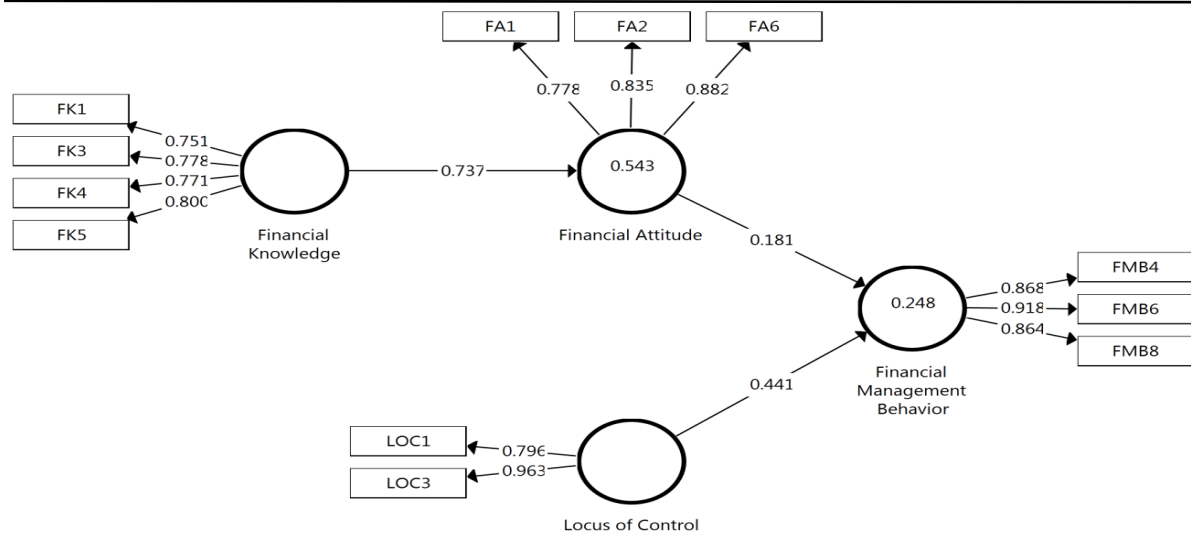 FA1
FA2
FA6
0.778
0.835
0.882
FK1
FK3
FK4
FK5
0.751
0.778
0.771
0.800
0.737
0.543
Financial
Knowledge
Financial Attitude
0.181
0.248
0.868
0.918
0.864
FMB4
FMB6
FMB8
Financial
Management
Behavior
0.441
LOC1
LOC3
0.796
0.963
Locus of Control